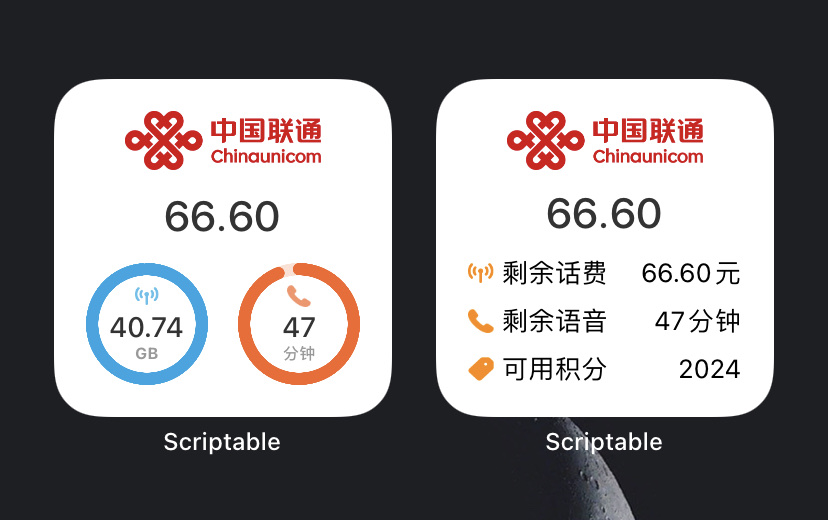 中国联通
Chinaunicom
66.60
40.74
GB
47
分钟
Scriptable
中国联通
Chinaunicom
66.60
剩余话费 66.60元
剩余语音 47分钟
可用积分 2024
Scriptable